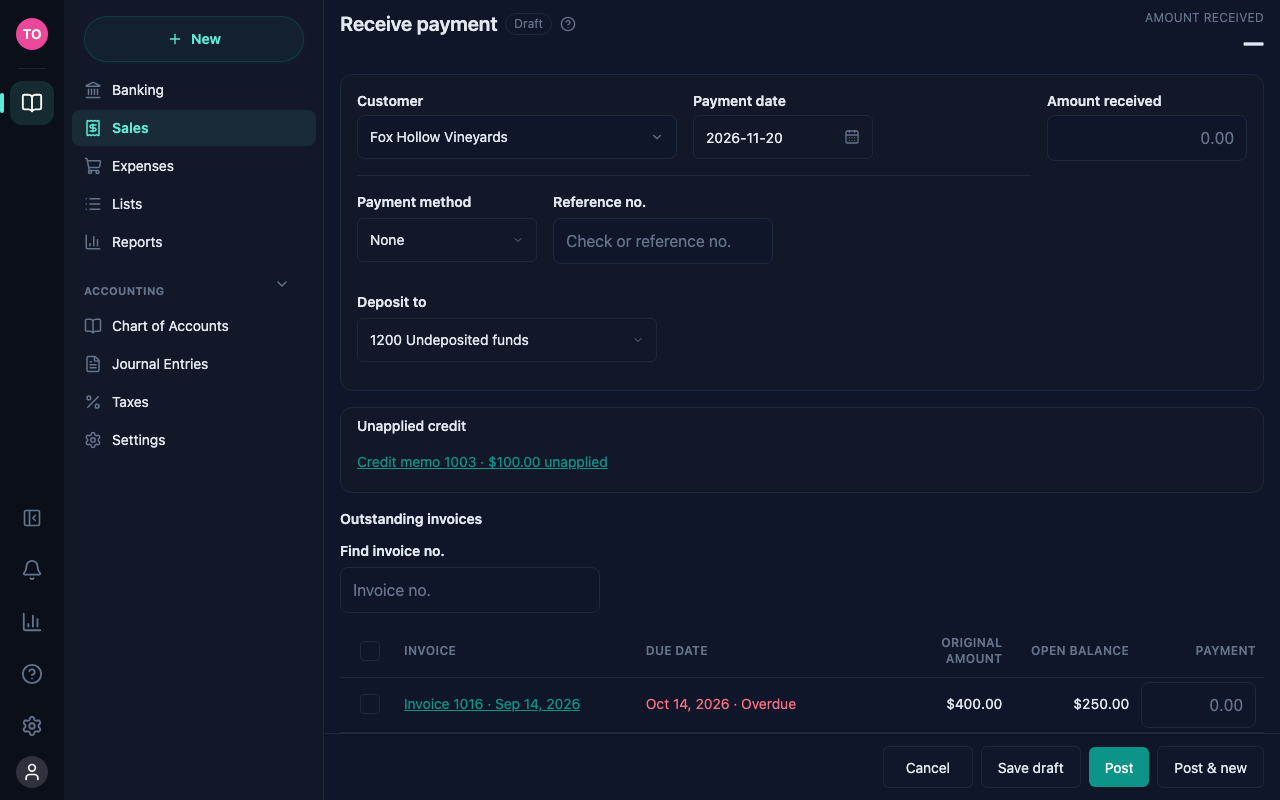 TO
New
Banking
Sales
Expenses
Lists
Reports
ACCOUNTING
Chart of Accounts
Journal Entries
Taxes
Settings
Receive payment Draft
AMOUNT RECEIVED
Customer
Fox Hollow Vineyards
Payment date
2026-11-20
Amount received
0.00
Payment method
None
Reference no.
Check or reference no.
Deposit to
1200 Undeposited funds
Unapplied credit
Credit memo 1003 · $100.00 unapplied
Outstanding invoices
Find invoice no.
Invoice no.
INVOICE DUE DATE ORIGINAL AMOUNT OPEN BALANCE PAYMENT
Invoice 1016 · Sep 14, 2026 Oct 14, 2026 · Overdue $400.00 $250.00 0.00
Cancel Save draft Post Post & new